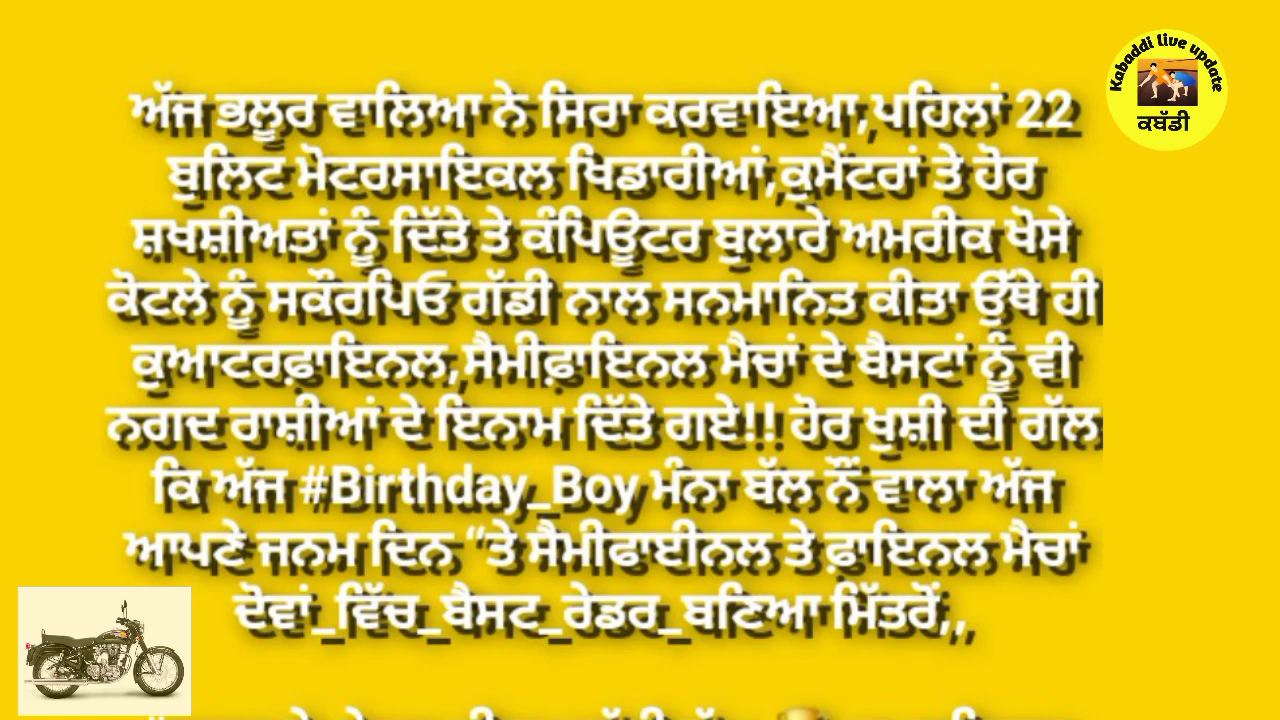 Kabaddi live update
ਕਬੱਡੀ
ਅੱਜ ਭਲੂਰ ਵਾਲਿਆ ਨੇ ਸਿਰਾ ਕਰਵਾਇਆ,ਪਹਿਲਾਂ 22
ਬੁਲਿਟ ਮੋਟਰਸਾਇਕਲ ਖਿਡਾਰੀਆਂ,ਕੁਮੈਂਟਰਾਂ ਤੇ ਹੋਰ
ਸ਼ਖਸ਼ੀਅਤਾਂ ਨੂੰ ਦਿੱਤੇ ਤੇ ਕੰਪਿਊਟਰ ਬੁਲਾਰੇ ਅਮਰੀਕ ਖੋਸੇ
ਕੋਟਲੇ ਨੂੰ ਸਕੌਰਪਿਓ ਗੱਡੀ ਨਾਲ ਸਨਮਾਨਿਤ ਕੀਤਾ ਉੱਥੇ ਹੀ
ਕੁਆਟਰਫ਼ਾਇਨਲ,ਸੈਮੀਫ਼ਾਇਨਲ ਮੈਚਾਂ ਦੇ ਬੈਸਟਾਂ ਨੂੰ ਵੀ
ਨਗਦ ਰਾਸ਼ੀਆਂ ਦੇ ਇਨਾਮ ਦਿੱਤੇ ਗਏ!! ਹੋਰ ਖੁਸ਼ੀ ਦੀ ਗੱਲ
ਕਿ ਅੱਜ #Birthday_Boy ਮੰਨਾ ਬੱਲ ਨੌਂ ਵਾਲਾ ਅੱਜ
ਆਪਣੇ ਜਨਮ ਦਿਨ “ਤੇ ਸੈਮੀਫਾਈਨਲ ਤੇ ਫ਼ਾਇਨਲ ਮੈਚਾਂ
ਦੋਵਾਂ_ਵਿੱਚ_ਬੈਸਟ_ਰੇਡਰ_ਬਣਿਆ ਮਿੱਤਰੋਂ,,